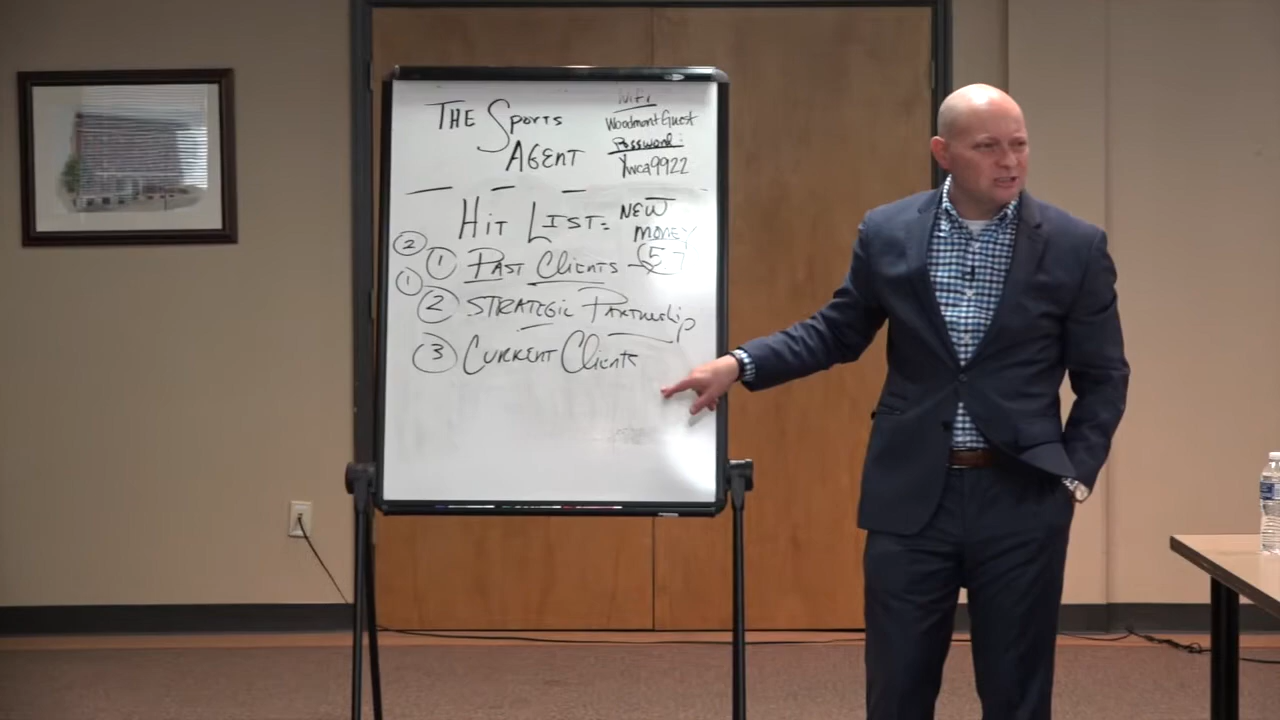 THE Sports
AGENT
WiFi
Woodmont Guest
Password:
Ywca9922
HIT LIST: NEW
MONEY
② ① PAST CLIENTS - 5
① ② STRATEGIC PARTNERSHIP
③ CURRENT CLIENTS